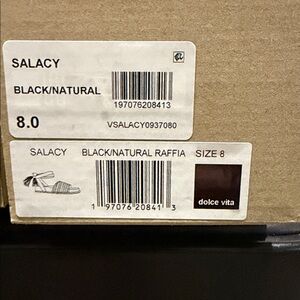 SALACY
BLACK/NATURAL
197076208413
8.0
VSALACY0937080
SALACY BLACK/NATURAL RAFFIA SIZE 8
1 97076 20841 3
dolce vita